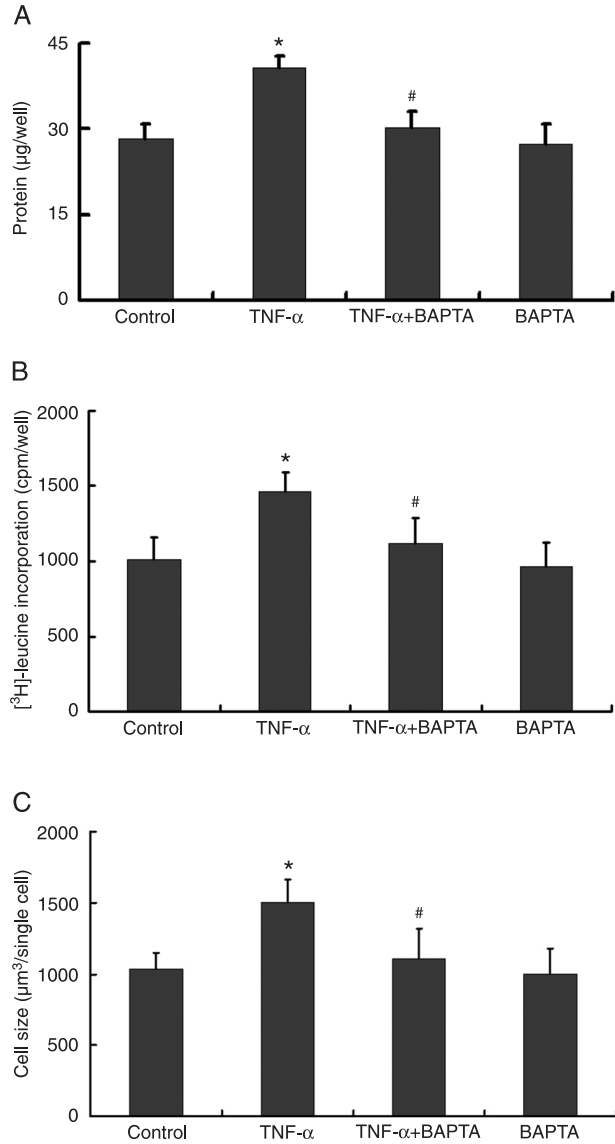 A
Protein (µg/well)
45
30
15
0
*
#
Control TNF-α TNF-α+BAPTA BAPTA
B
[³H]-leucine incorporation (cpm/well)
2000
1500
1000
500
0
*
#
Control TNF-α TNF-α+BAPTA BAPTA
C
Cell size (µm³/single cell)
2000
1500
1000
500
0
*
#
Control TNF-α TNF-α+BAPTA BAPTA